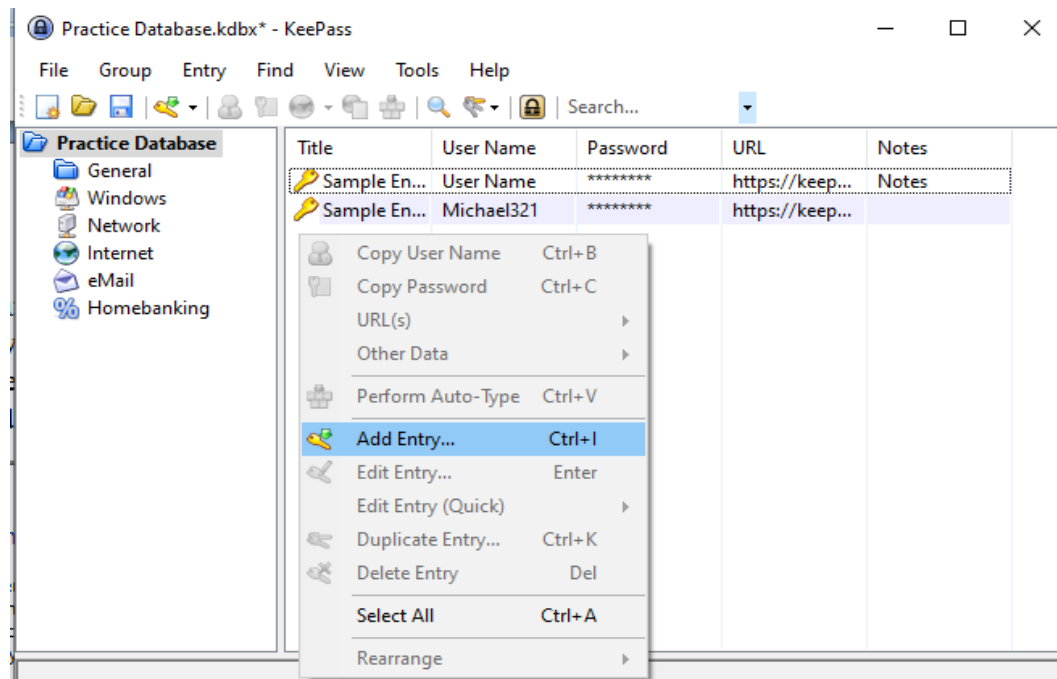 Practice Database.kdbx* - KeePass
File Group Entry Find View Tools Help
Search...
Practice Database
General
Windows
Network
Internet
eMail
Homebanking
Title User Name Password URL Notes
Sample En... User Name ******** https://keep... Notes
Sample En... Michael321 ******** https://keep...
Copy User Name Ctrl+B
Copy Password Ctrl+C
URL(s)
Other Data
Perform Auto-Type Ctrl+V
Add Entry... Ctrl+I
Edit Entry... Enter
Edit Entry (Quick)
Duplicate Entry... Ctrl+K
Delete Entry Del
Select All Ctrl+A
Rearrange